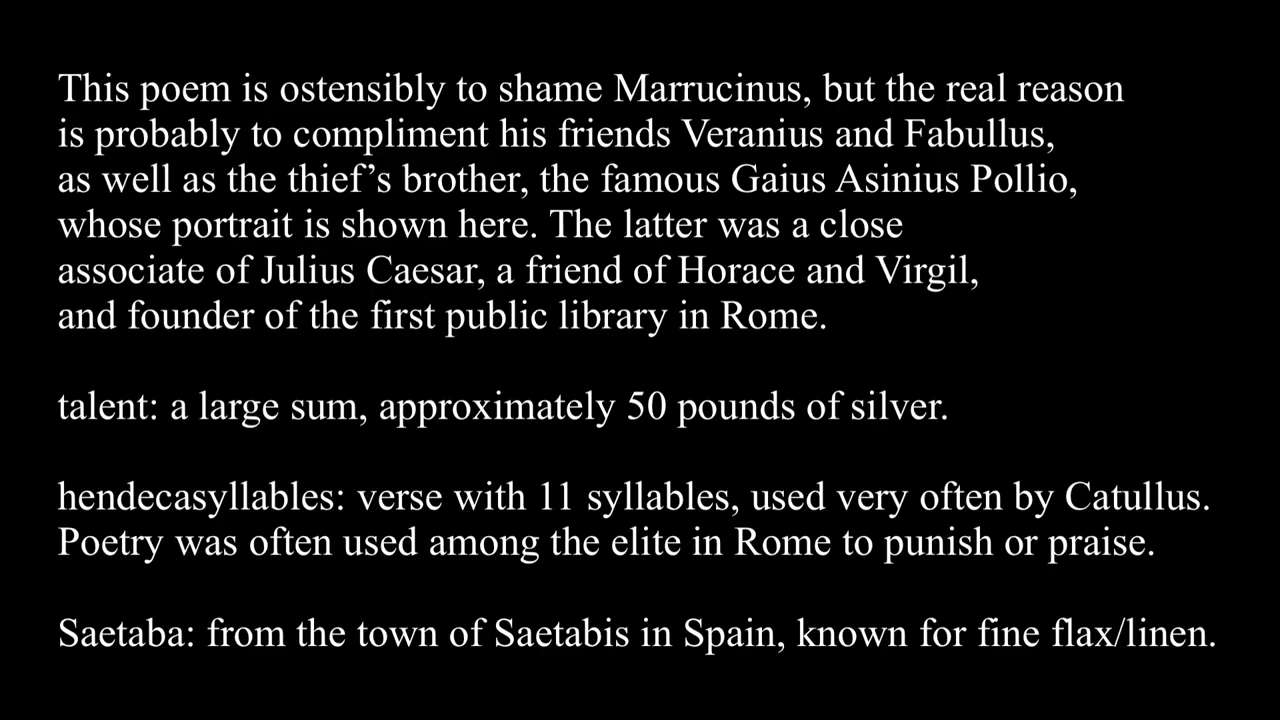 This poem is ostensibly to shame Marrucinus, but the real reason
is probably to compliment his friends Veranius and Fabullus,
as well as the thief’s brother, the famous Gaius Asinius Pollio,
whose portrait is shown here. The latter was a close
associate of Julius Caesar, a friend of Horace and Virgil,
and founder of the first public library in Rome.
talent: a large sum, approximately 50 pounds of silver.
hendecasyllables: verse with 11 syllables, used very often by Catullus.
Poetry was often used among the elite in Rome to punish or praise.
Saetaba: from the town of Saetabis in Spain, known for fine flax/linen.